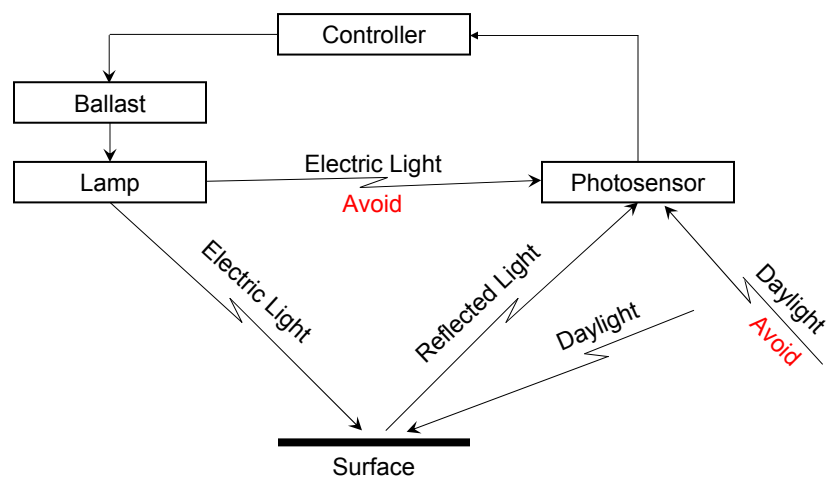 Controller
Ballast
Electric Light
Lamp
Avoid
Photosensor
Electric Light
Reflected Light
Daylight
Daylight
Avoid
Surface